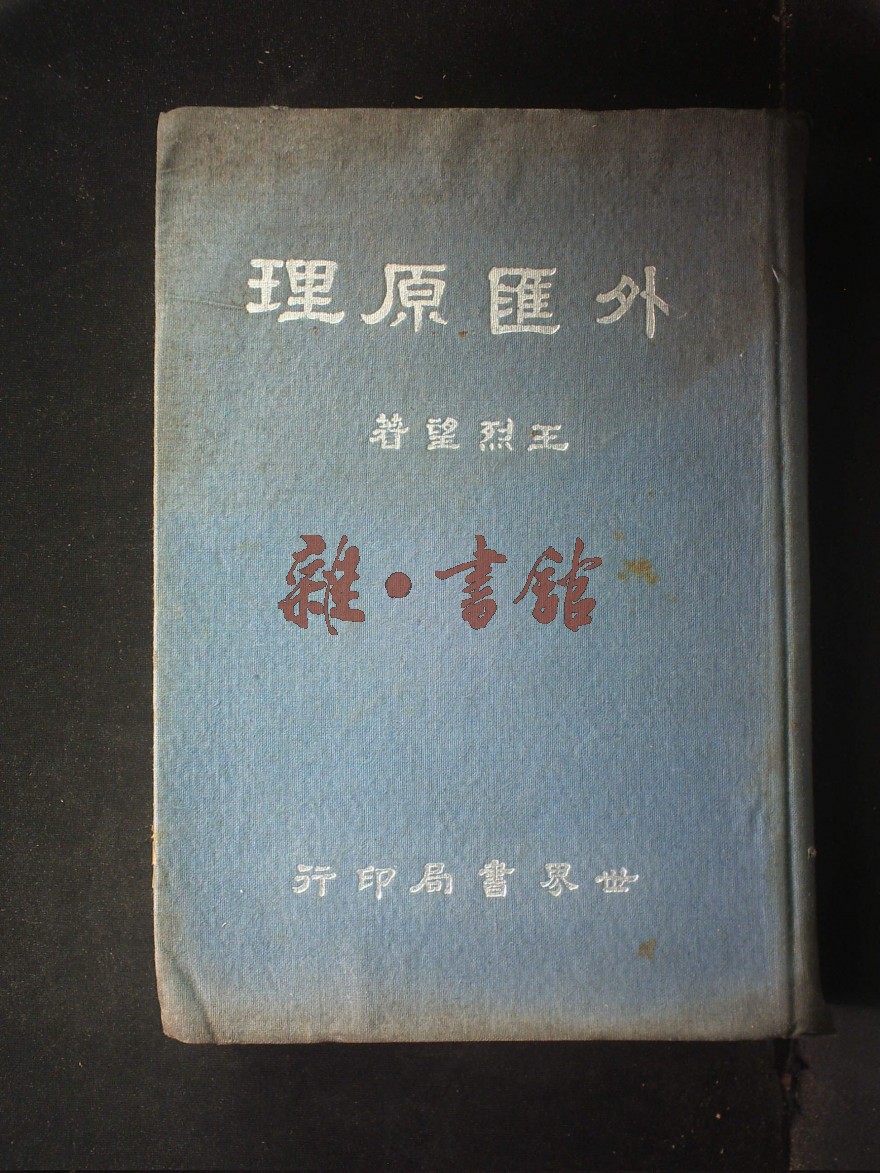 外匯原理
王烈望著
雜·書館
世界書局印行